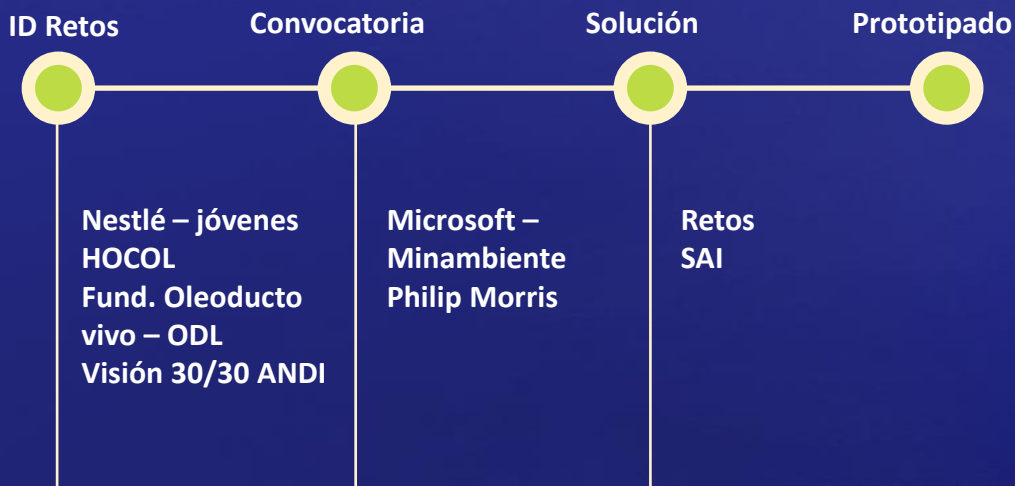 ID Retos
Convocatoria
Solución
Prototipado
Nestlé – jóvenes
HOCOL
Fund. Oleoducto
vivo – ODL
Visión 30/30 ANDI
Microsoft –
Minambiente
Philip Morris
Retos
SAI